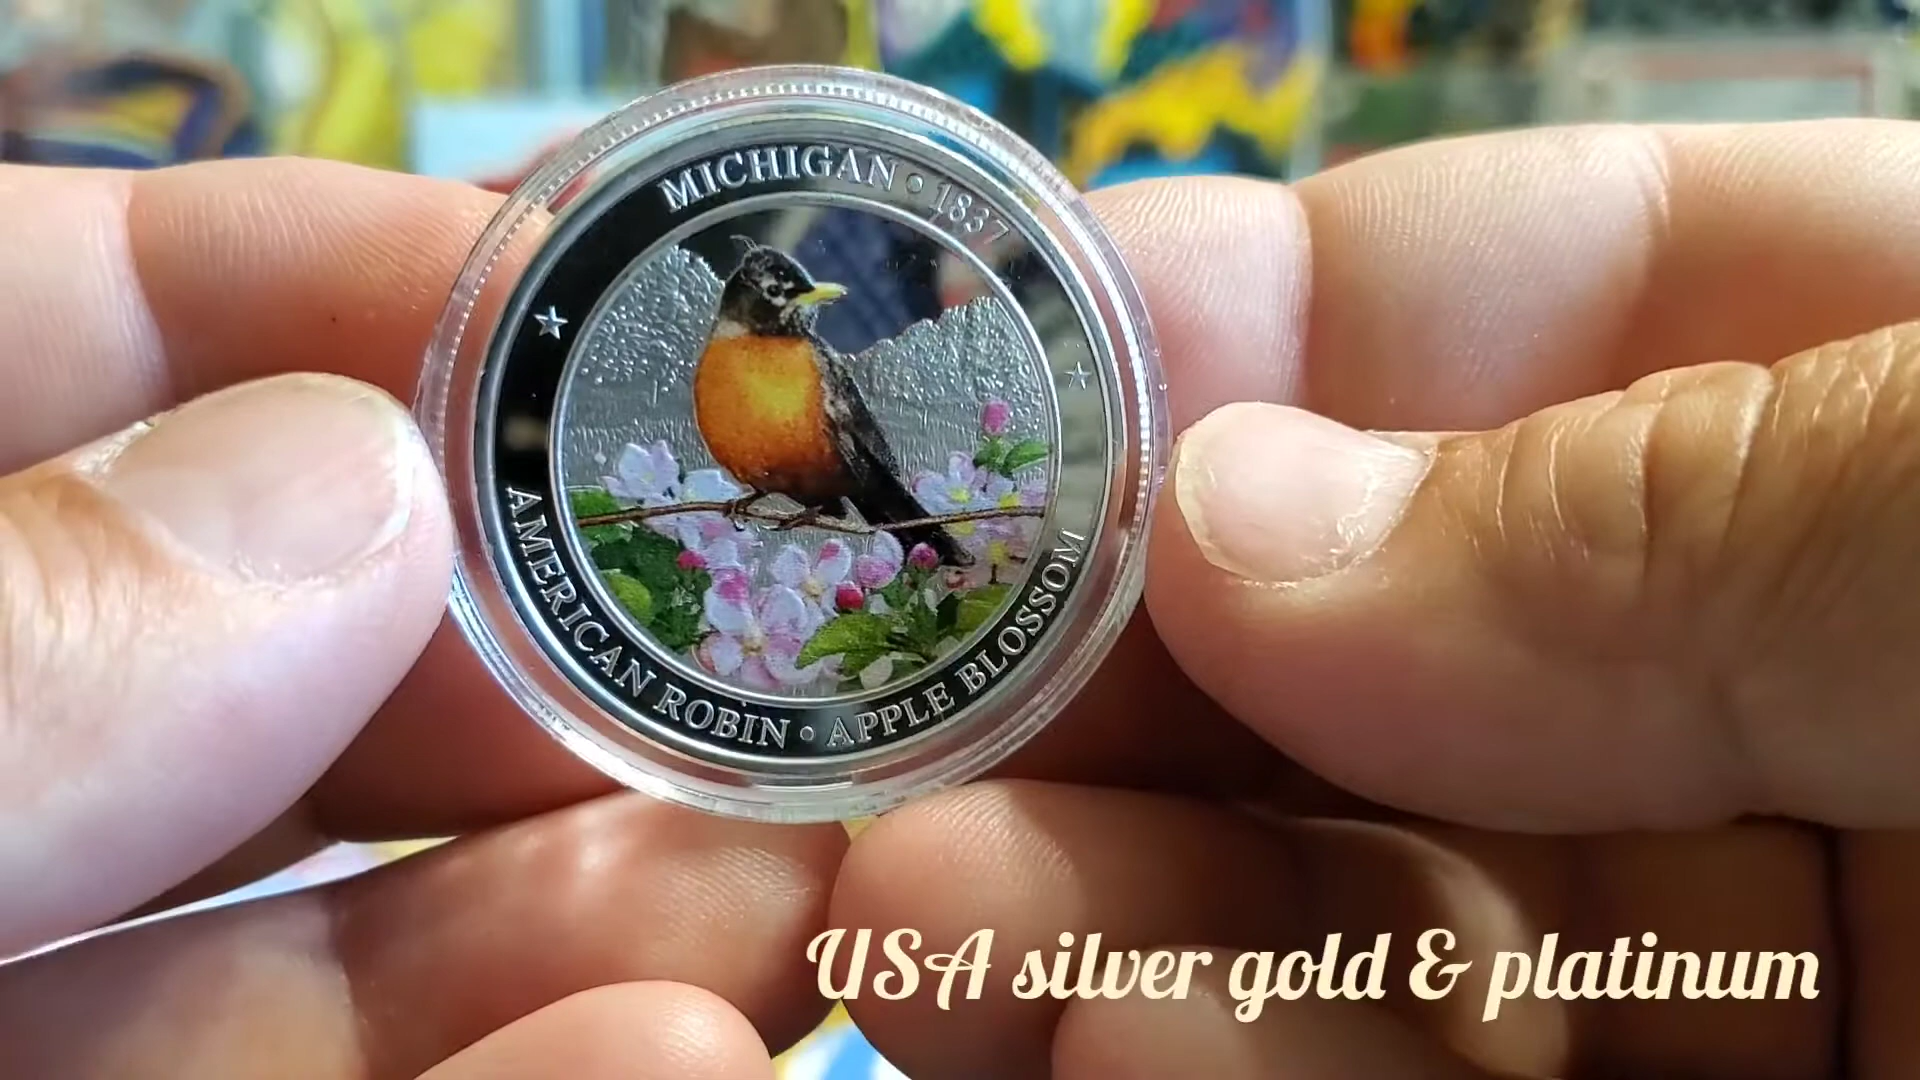 MICHIGAN • 1837
AMERICAN ROBIN • APPLE BLOSSOM
USA silver gold & platinum